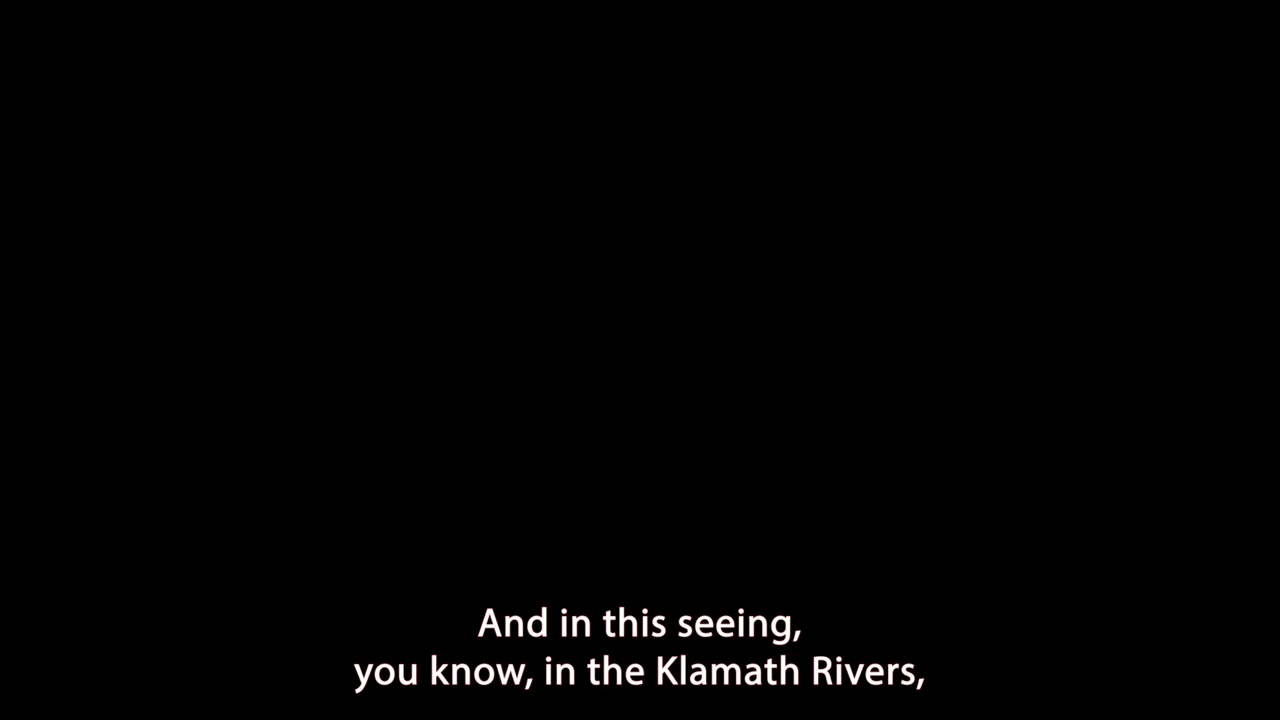 And in this seeing,
you know, in the Klamath Rivers,